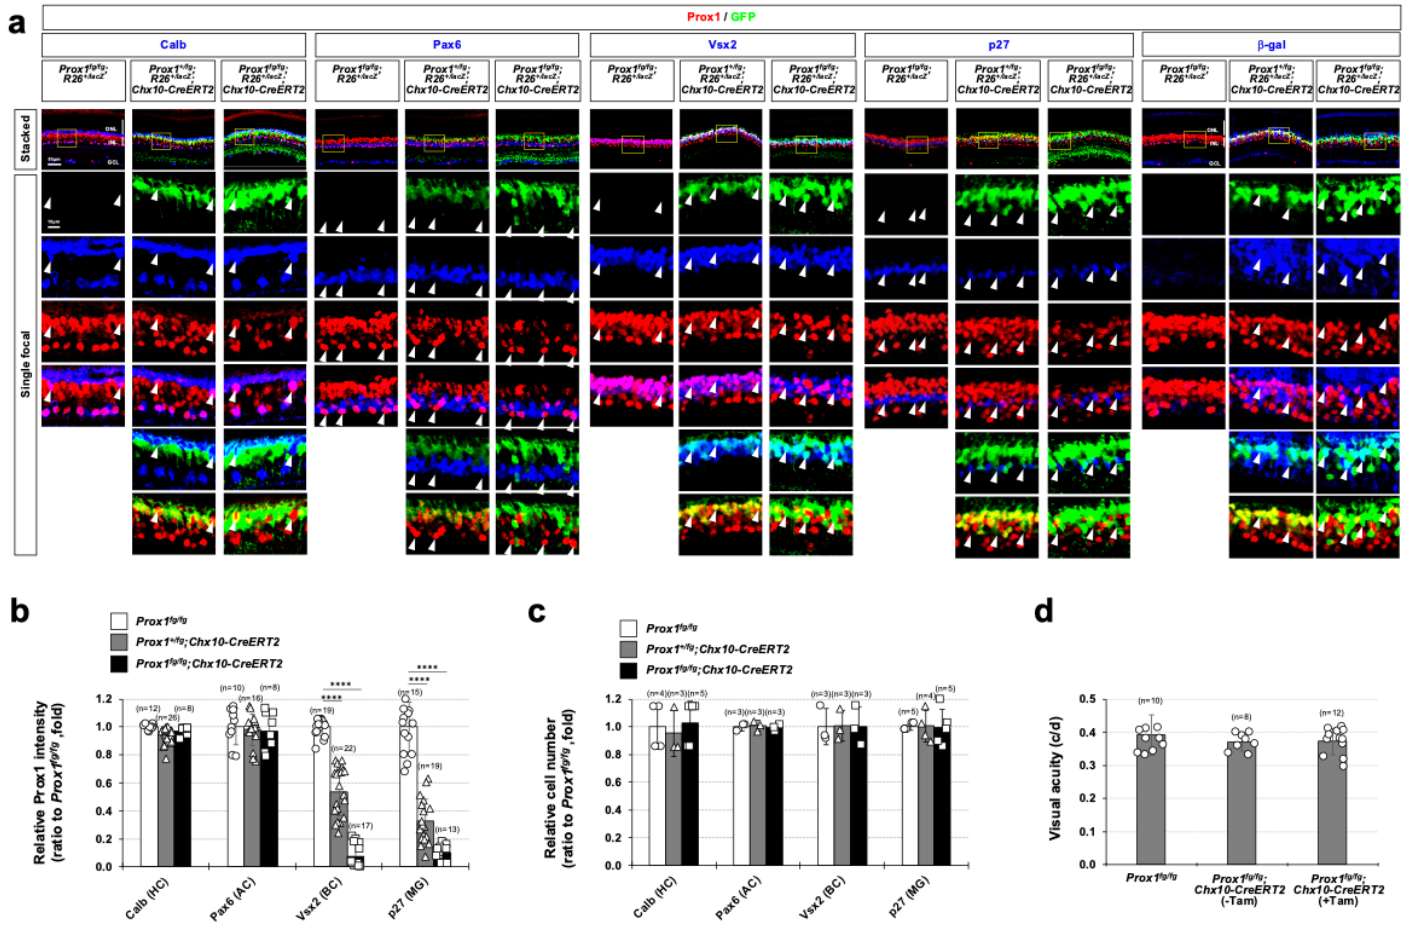 a
Prox1 / GFP
Calb
Pax6
Vsx2
p27
β-gal
Prox1fg/fg;
R26+/lacZ
Prox1+/fg;
R26+/lacZ;
Chx10-CreERT2
Prox1fg/fg;
R26+/lacZ;
Chx10-CreERT2
Prox1fg/fg;
R26+/lacZ
Prox1+/fg;
R26+/lacZ;
Chx10-CreERT2
Prox1fg/fg;
R26+/lacZ;
Chx10-CreERT2
Prox1fg/fg;
R26+/lacZ
Prox1+/fg;
R26+/lacZ;
Chx10-CreERT2
Prox1fg/fg;
R26+/lacZ;
Chx10-CreERT2
Prox1fg/fg;
R26+/lacZ
Prox1+/fg;
R26+/lacZ;
Chx10-CreERT2
Prox1fg/fg;
R26+/lacZ;
Chx10-CreERT2
Prox1fg/fg;
R26+/lacZ
Prox1+/fg;
R26+/lacZ;
Chx10-CreERT2
Prox1fg/fg;
R26+/lacZ;
Chx10-CreERT2
Stacked
ONL
INL
GCL
ONL
INL
GCL
Single focal
10μm
b
Prox1fg/fg
Prox1+/fg;Chx10-CreERT2
Prox1fg/fg;Chx10-CreERT2
Relative Prox1 intensity
(ratio to Prox1fg/fg ,fold)
1.2
1.0
0.8
0.6
0.4
0.2
0.0
(n=12)
(n=26)
(n=8)
(n=10)
(n=16)
(n=8)
(n=19)
(n=22)
(n=17)
(n=15)
(n=19)
(n=13)
****
****
****
****
Calb (HC)
Pax6 (AC)
Vsx2 (BC)
p27 (MG)
c
Prox1fg/fg
Prox1+/fg;Chx10-CreERT2
Prox1fg/fg;Chx10-CreERT2
Relative cell number
(ratio to Prox1fg/fg ,fold)
1.2
1.0
0.8
0.6
0.4
0.2
0.0
(n=4)(n=3)(n=5)
(n=3)(n=3)(n=3)
(n=3)(n=3)(n=3)
(n=5)
(n=4)
(n=5)
Calb (HC)
Pax6 (AC)
Vsx2 (BC)
p27 (MG)
d
Visual acuity (c/d)
0.5
0.4
0.3
0.2
0.1
0.0
(n=10)
(n=8)
(n=12)
Prox1fg/fg
Prox1fg/fg;
Chx10-CreERT2
(-Tam)
Prox1fg/fg;
Chx10-CreERT2
(+Tam)